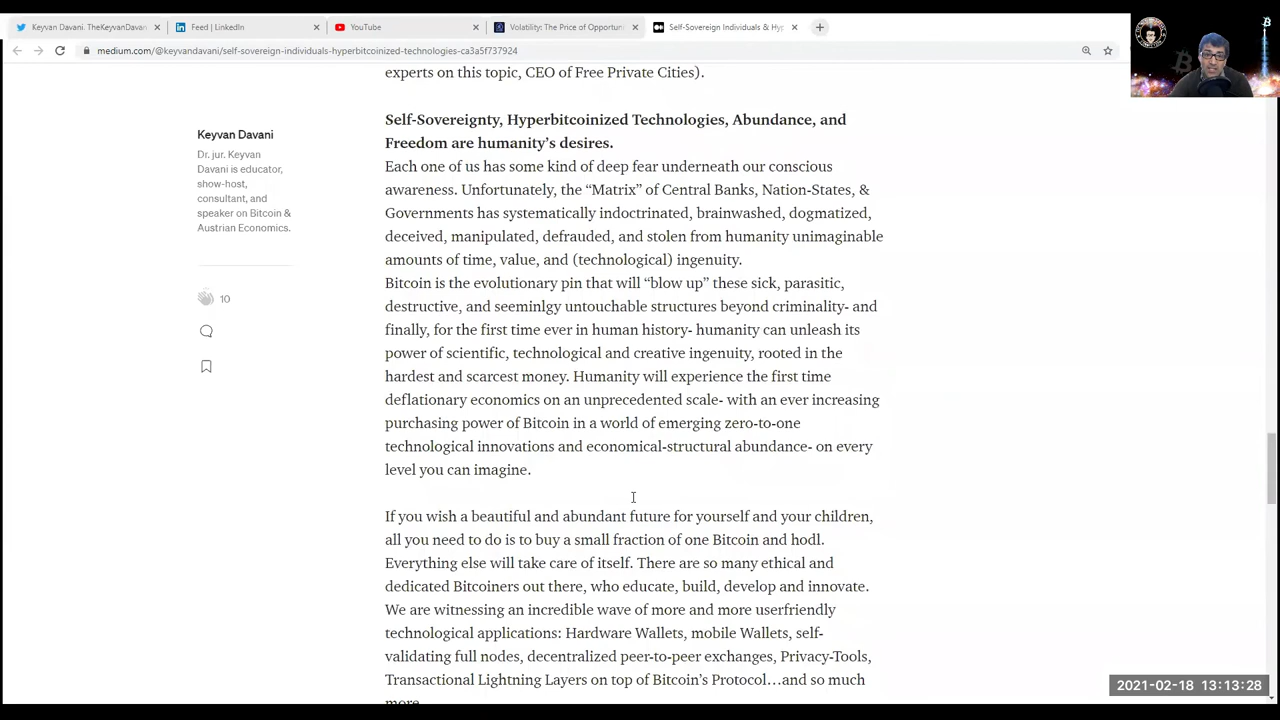 Keyvan Davani. TheKeyvanDavan
Feed | LinkedIn
YouTube
Volatility: The Price of Opportun
Self-Sovereign Individuals & Hyp
medium.com/@keyvandavani/self-sovereign-individuals-hyperbitcoinized-technologies-ca3a5f737924
experts on this topic, CEO of Free Private Cities).
Keyvan Davani
Dr. jur. Keyvan
Davani is educator,
show-host,
consultant, and
speaker on Bitcoin &
Austrian Economics.
10
Self-Sovereignty, Hyperbitcoinized Technologies, Abundance, and
Freedom are humanity’s desires.
Each one of us has some kind of deep fear underneath our conscious
awareness. Unfortunately, the “Matrix” of Central Banks, Nation-States, &
Governments has systematically indoctrinated, brainwashed, dogmatized,
deceived, manipulated, defrauded, and stolen from humanity unimaginable
amounts of time, value, and (technological) ingenuity.
Bitcoin is the evolutionary pin that will “blow up” these sick, parasitic,
destructive, and seeminlgy untouchable structures beyond criminality- and
finally, for the first time ever in human history- humanity can unleash its
power of scientific, technological and creative ingenuity, rooted in the
hardest and scarcest money. Humanity will experience the first time
deflationary economics on an unprecedented scale- with an ever increasing
purchasing power of Bitcoin in a world of emerging zero-to-one
technological innovations and economical-structural abundance- on every
level you can imagine.
If you wish a beautiful and abundant future for yourself and your children,
all you need to do is to buy a small fraction of one Bitcoin and hodl.
Everything else will take care of itself. There are so many ethical and
dedicated Bitcoiners out there, who educate, build, develop and innovate.
We are witnessing an incredible wave of more and more userfriendly
technological applications: Hardware Wallets, mobile Wallets, self-
validating full nodes, decentralized peer-to-peer exchanges, Privacy-Tools,
Transactional Lightning Layers on top of Bitcoin’s Protocol…and so much
more
2021-02-18 13:13:28